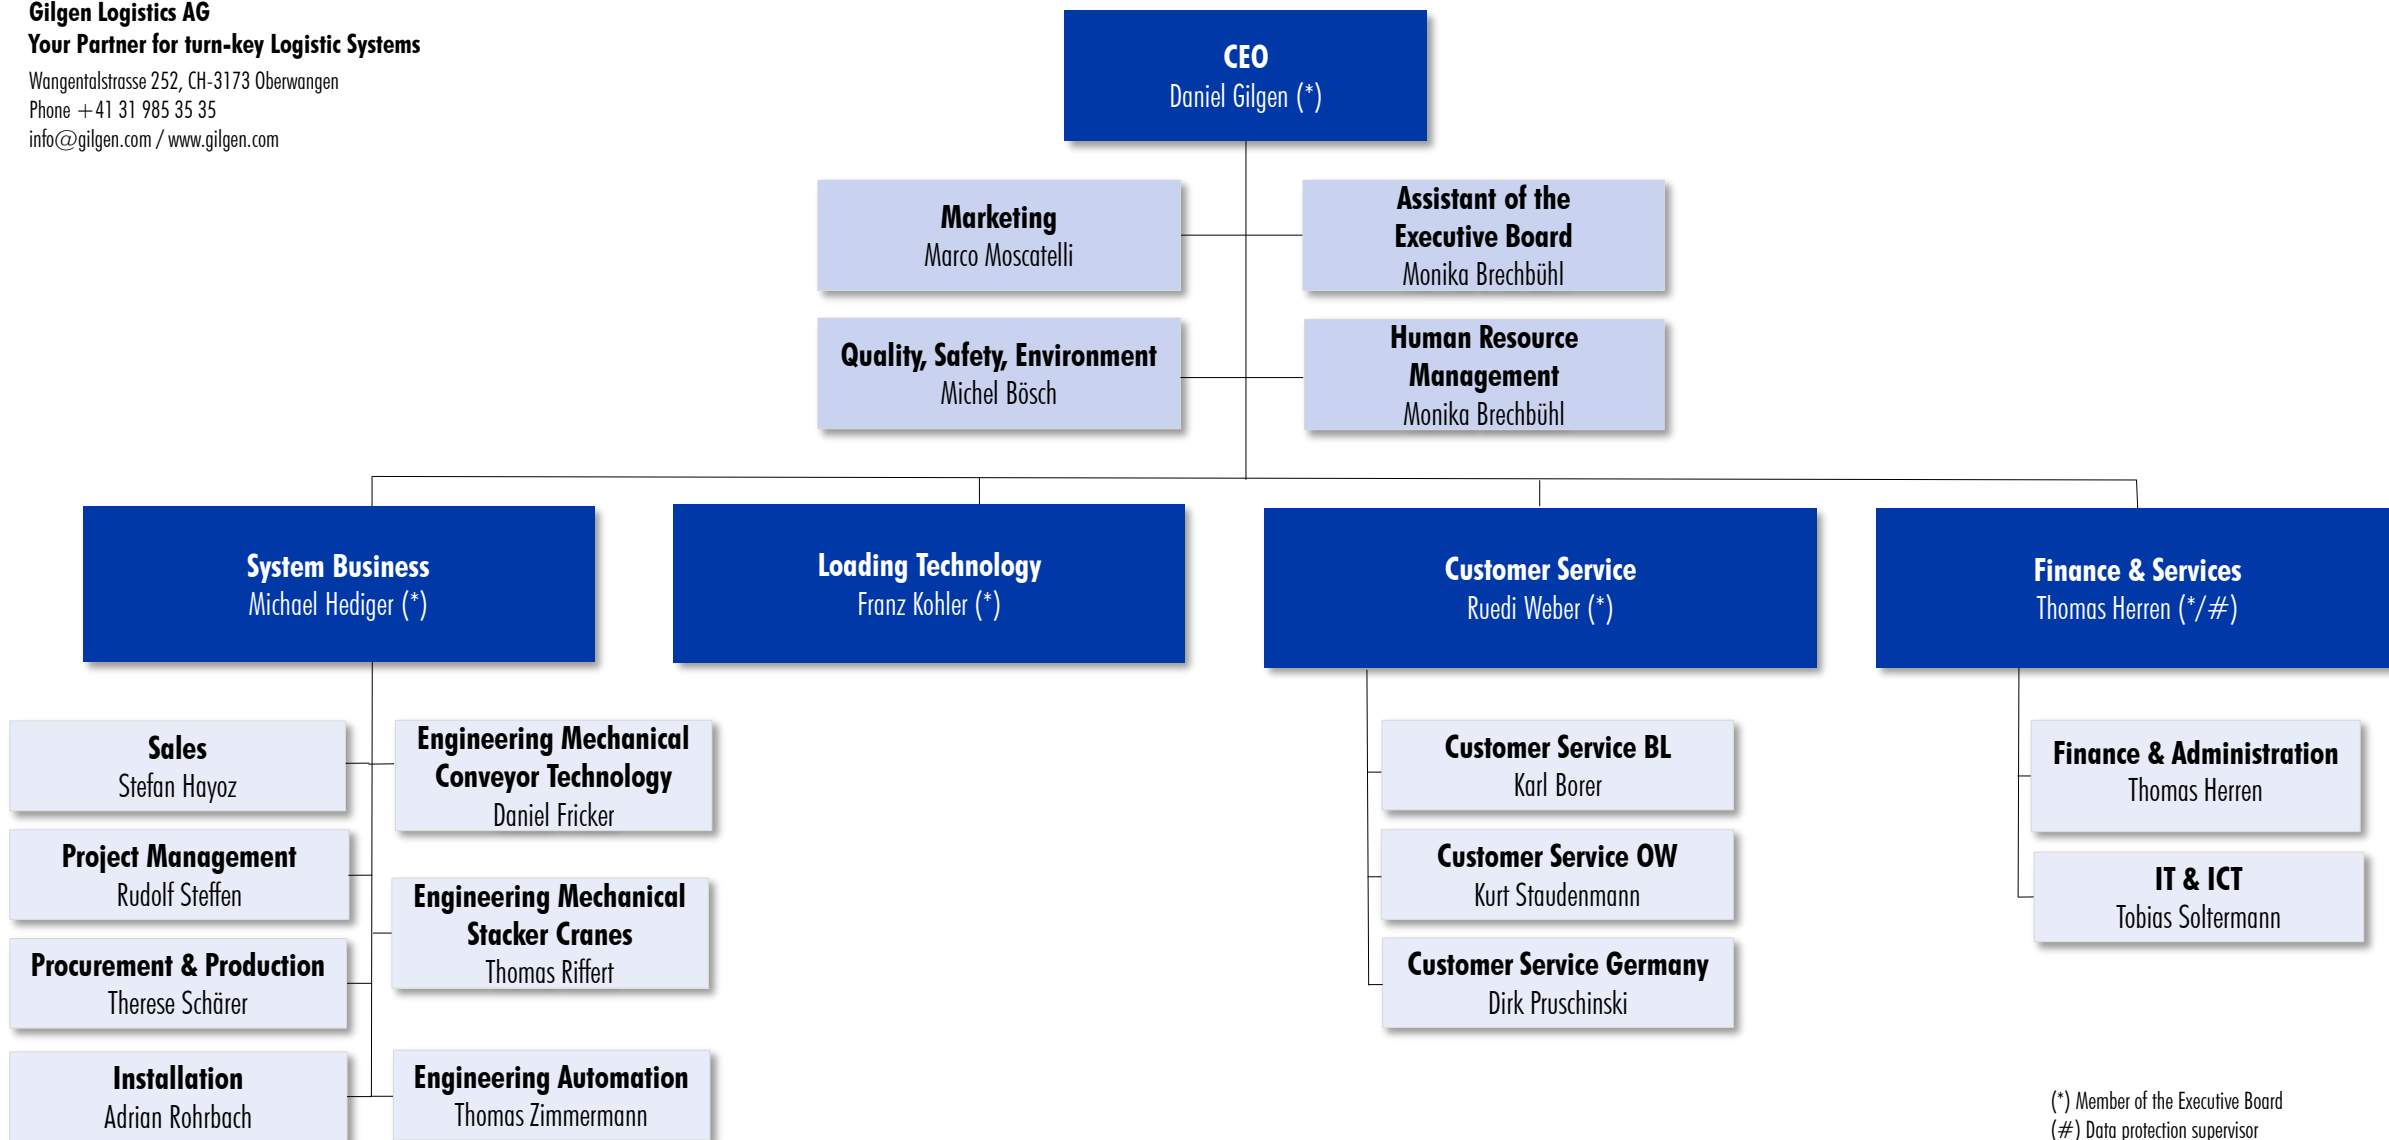 Gilgen Logistics AG
Your Partner for turn-key Logistic Systems
Wangentalstrasse 252, CH-3173 Oberwangen
Phone +41 31 985 35 35
info@gilgen.com / www.gilgen.com
CEO
Daniel Gilgen (*)
Marketing
Marco Moscatelli
Assistant of the
Executive Board
Monika Brechbühl
Quality, Safety, Environment
Michel Bösch
Human Resource
Management
Monika Brechbühl
System Business
Michael Hediger (*)
Loading Technology
Franz Kohler (*)
Customer Service
Ruedi Weber (*)
Finance & Services
Thomas Herren (*/#)
Sales
Stefan Hayoz
Engineering Mechanical
Conveyor Technology
Daniel Fricker
Project Management
Rudolf Steffen
Engineering Mechanical
Stacker Cranes
Thomas Riffert
Procurement & Production
Therese Schärer
Installation
Adrian Rohrbach
Engineering Automation
Thomas Zimmermann
Customer Service BL
Karl Borer
Customer Service OW
Kurt Staudenmann
Customer Service Germany
Dirk Pruschinski
Finance & Administration
Thomas Herren
IT & ICT
Tobias Soltermann
(*) Member of the Executive Board
(#) Data protection supervisor